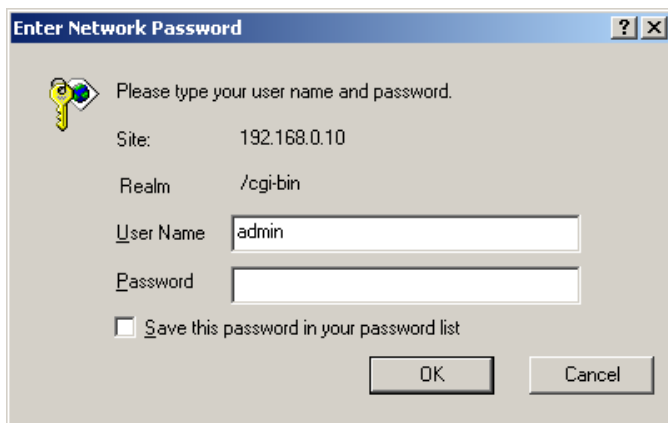 Enter Network Password
Please type your user name and password.
Site: 192.168.0.10
Realm /cgi-bin
User Name admin
Password
Save this password in your password list
OK Cancel